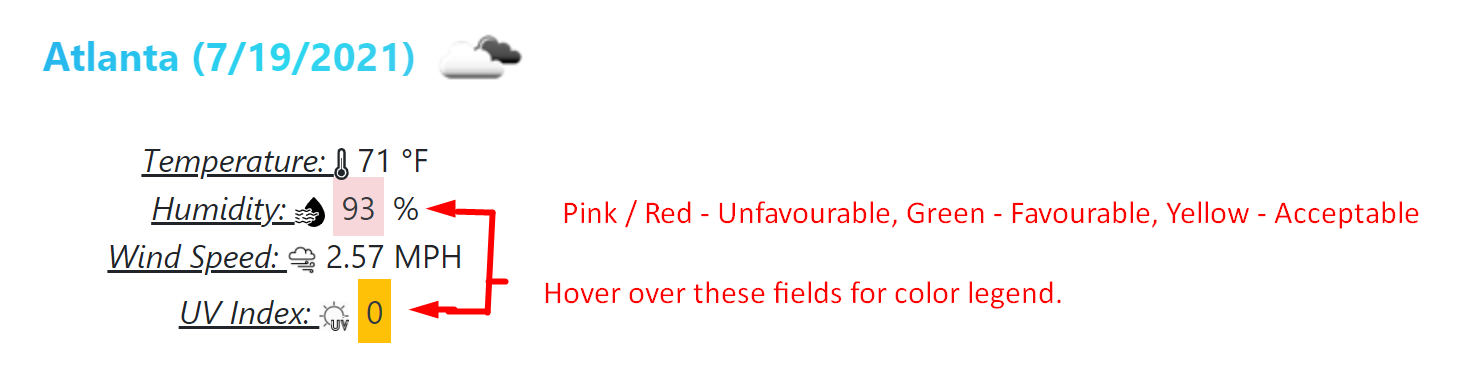 Atlanta (7/19/2021)
Temperature: 71 °F
Humidity: 93 %
Pink / Red - Unfavourable, Green - Favourable, Yellow - Acceptable
Wind Speed: 2.57 MPH
Hover over these fields for color legend.
UV Index: UV 0